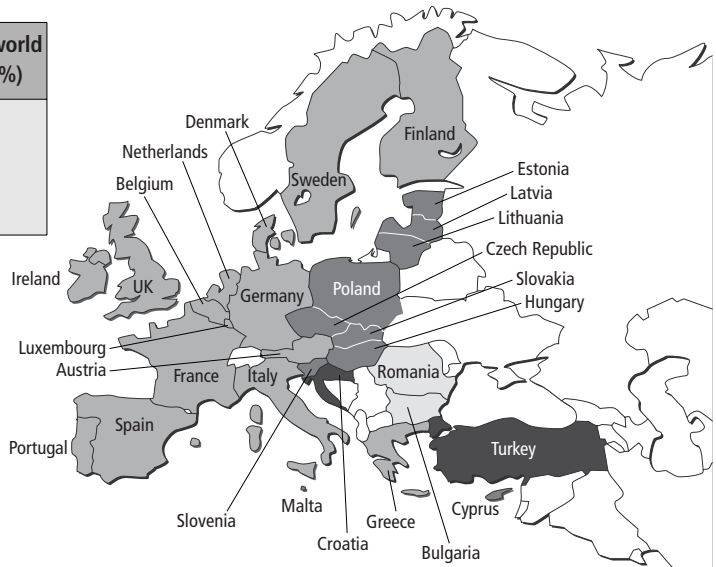 world
%)
Denmark
Netherlands
Belgium
Finland
Sweden
Estonia
Latvia
Lithuania
Czech Republic
Slovakia
Hungary
Ireland
UK
Germany
Poland
Luxembourg
Austria
France
Italy
Romania
Spain
Portugal
Turkey
Malta
Slovenia
Croatia
Greece
Cyprus
Bulgaria